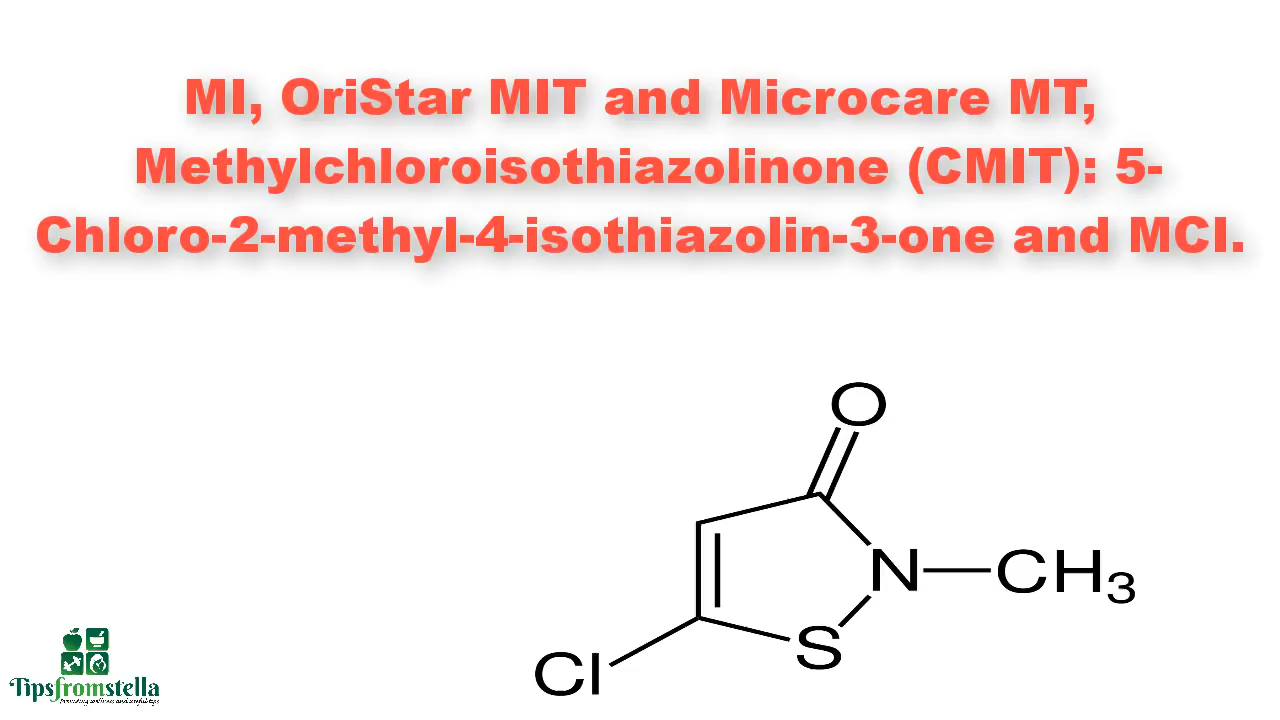 MI, OriStar MIT and Microcare MT,
Methylchloroisothiazolinone (CMIT): 5-
Chloro-2-methyl-4-isothiazolin-3-one and MCI.
O
N
CH3
S
Cl
Tipsfromstella